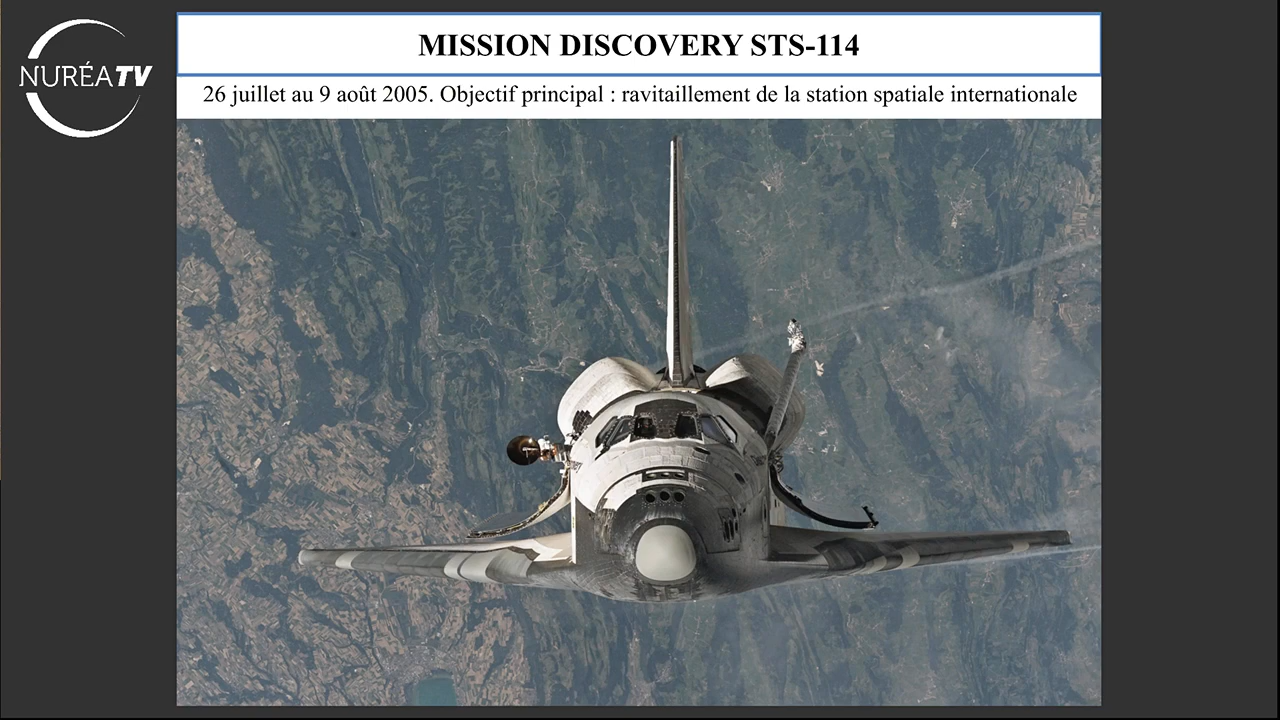 NURÉATV
MISSION DISCOVERY STS-114
26 juillet au 9 août 2005. Objectif principal : ravitaillement de la station spatiale internationale